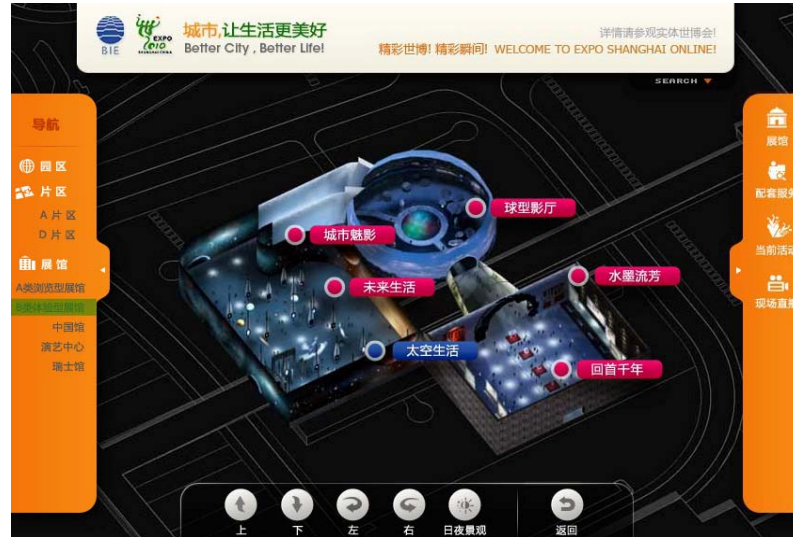 BIE
EXPO
2010
SHANGHAI CHINA
城市,让生活更美好
Better City , Better Life!
详情请参观实体世博会!
精彩世博! 精彩瞬间! WELCOME TO EXPO SHANGHAI ONLINE!
SEARCH
导航
园区
片区
A片区
D片区
展馆
A类浏览型展馆
B类体验型展馆
中国馆
演艺中心
瑞士馆
球型影厅
城市魅影
未来生活
水墨流芳
太空生活
回首千年
展馆
配套服务
当前活动
现场直播
上
下
左
右
日夜景观
返回